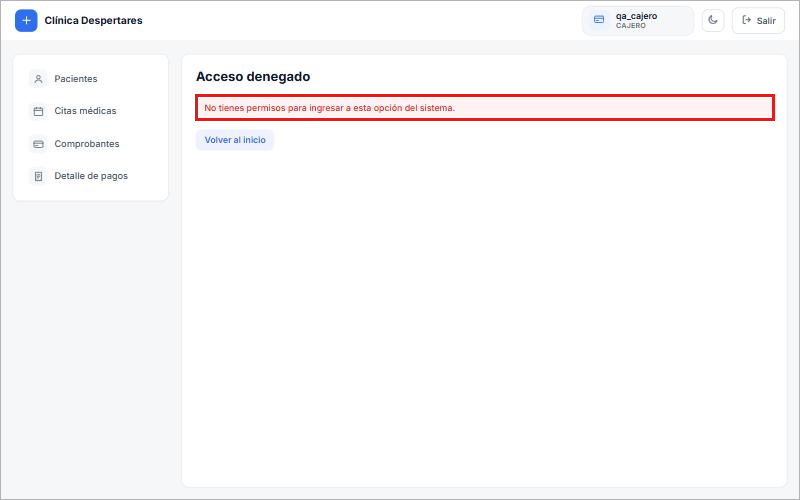 Clínica Despertares
qa_cajero
CAJERO
Salir
Pacientes
Citas médicas
Comprobantes
Detalle de pagos
Acceso denegado
No tienes permisos para ingresar a esta opción del sistema.
Volver al inicio